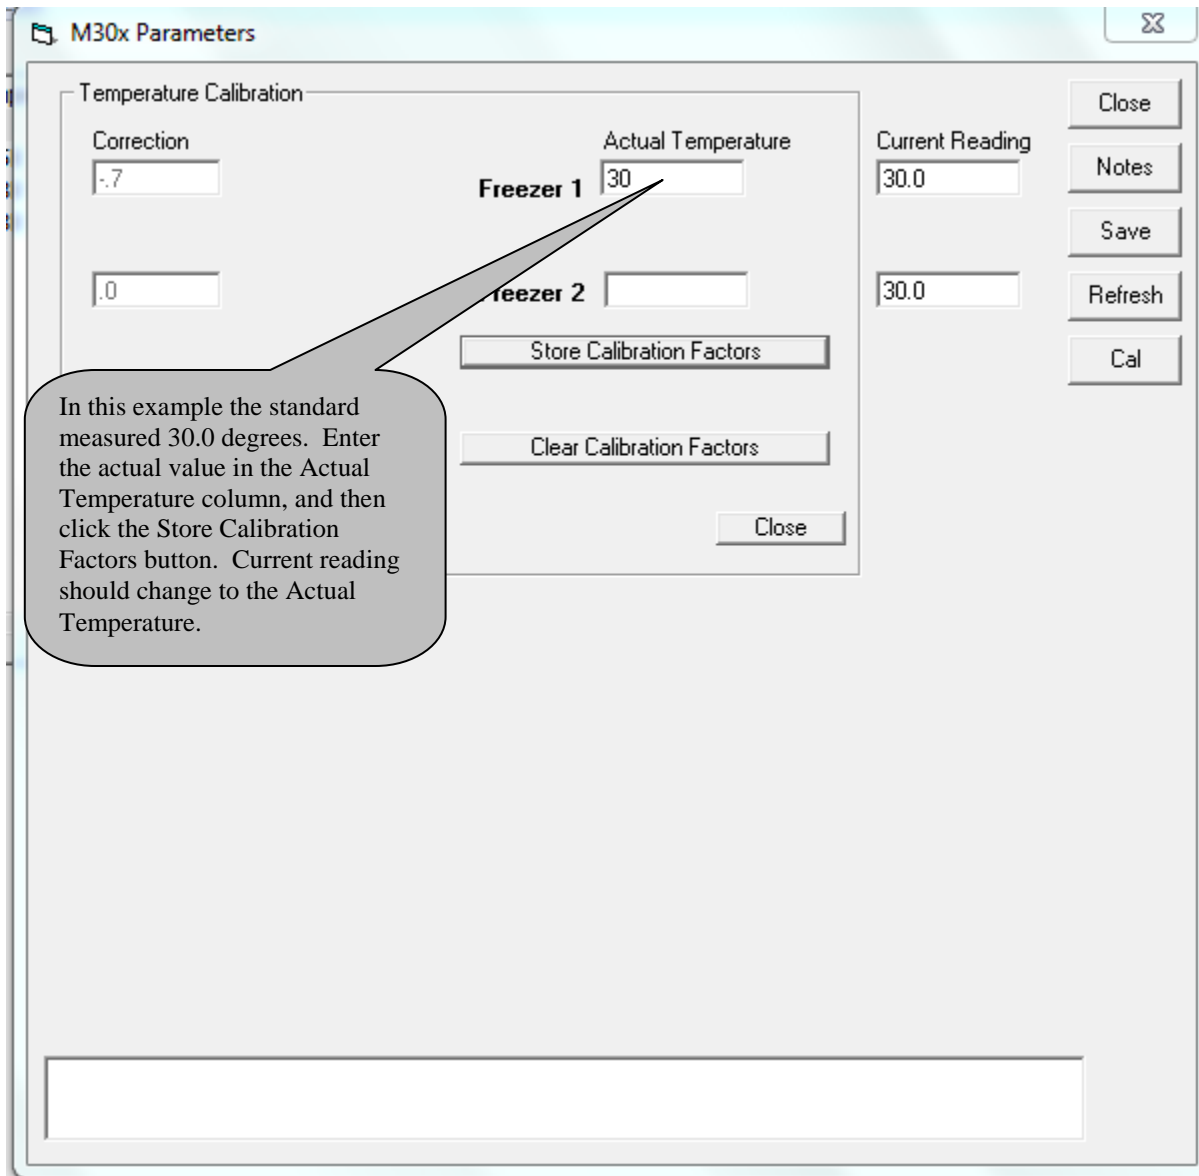 M30x Parameters
Temperature Calibration
Close
Correction
Actual Temperature
Current Reading
-.7
Freezer 1
30
30.0
Notes
Save
.0
Freezer 2
30.0
Refresh
Store Calibration Factors
Cal
In this example the standard
measured 30.0 degrees.  Enter
the actual value in the Actual
Temperature column, and then
click the Store Calibration
Factors button.  Current reading
should change to the Actual
Temperature.
Clear Calibration Factors
Close